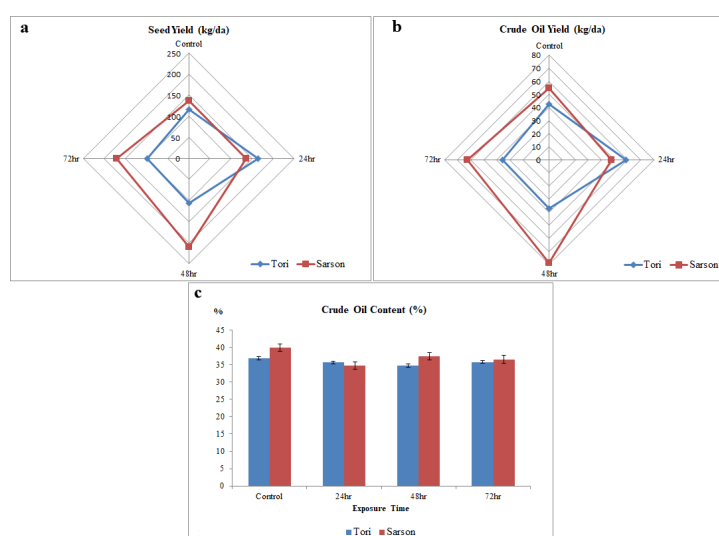 a
Seed Yield (kg/da)
Control
250
200
150
100
50
0
72hr
24hr
48hr
Tori
Sarson
b
Crude Oil Yield (kg/da)
Control
80
70
60
50
40
30
20
10
0
72hr
24hr
48hr
Tori
Sarson
c
Crude Oil Content (%)
%
45
40
35
30
25
20
15
10
5
0
Control 24hr 48hr 72hr
Exposure Time
Tori Sarson